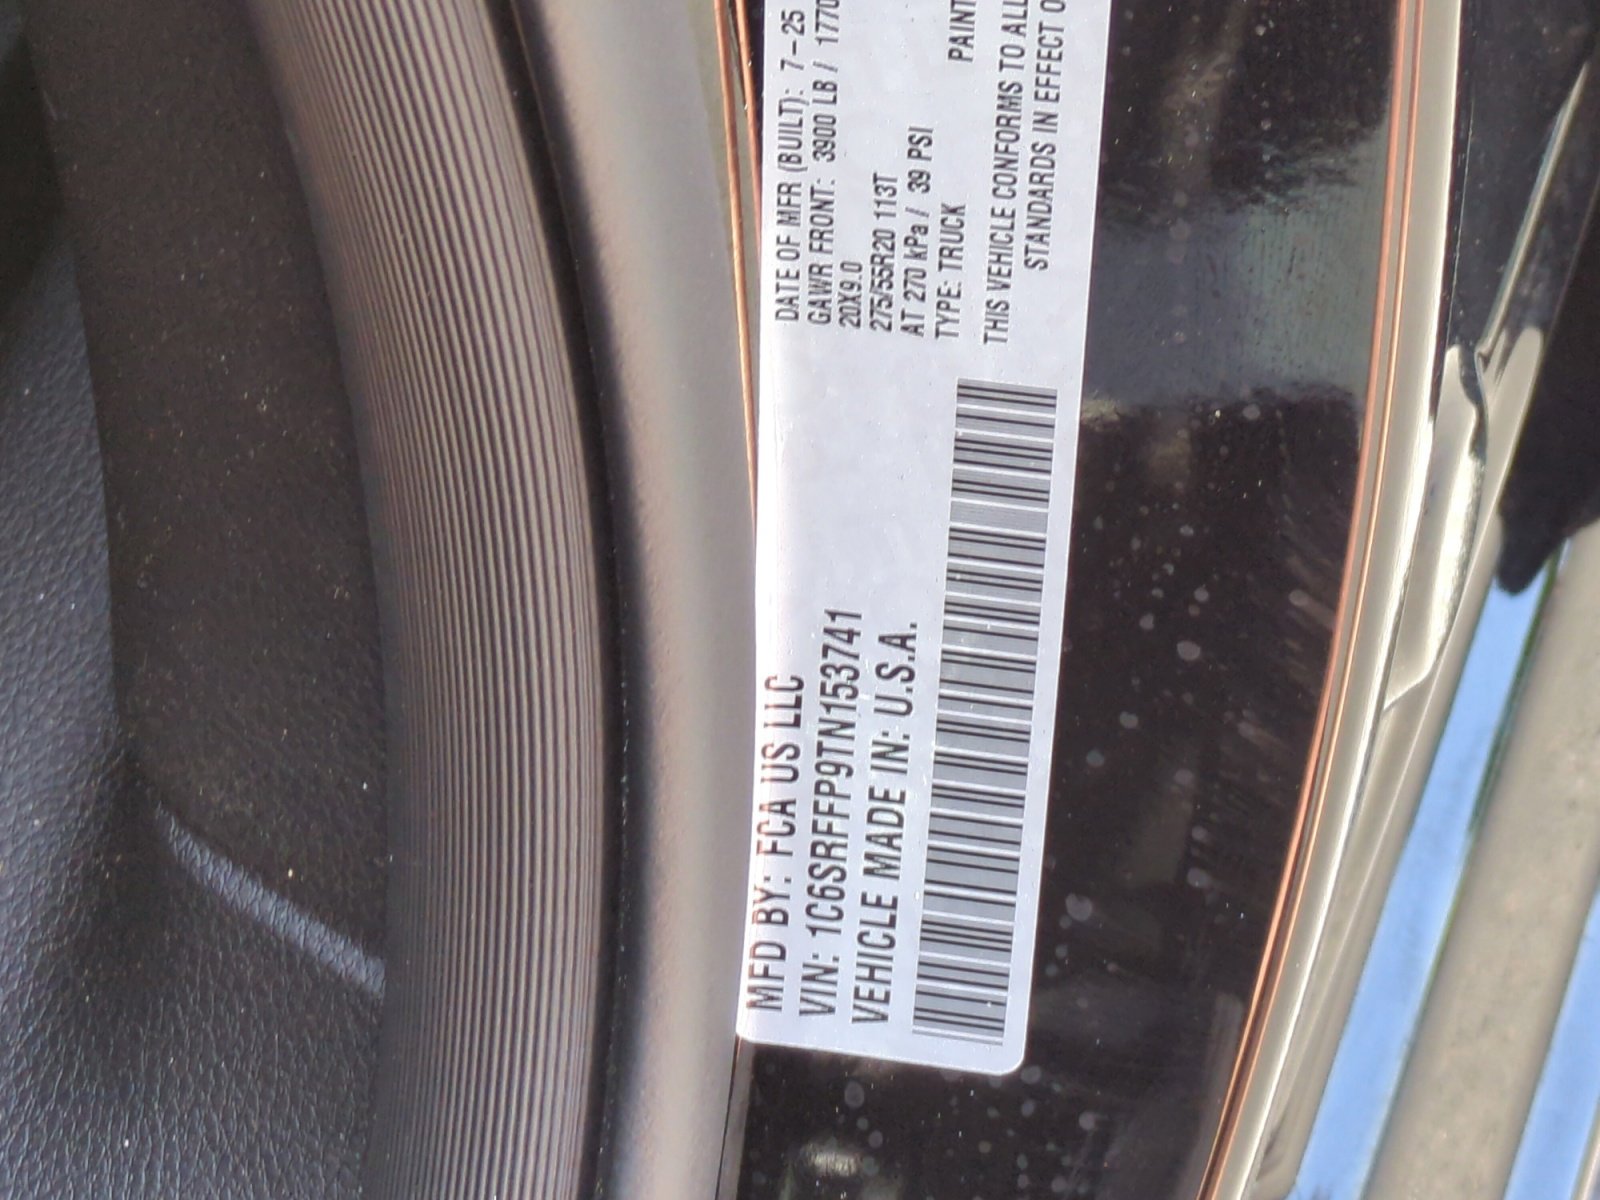 MFD BY: FCA US LLC
VIN: 1C6SRFFP9TN153741
VEHICLE MADE IN: U.S.A.
DATE OF MFR (BUILT): 7-25
GAWR FRONT: 3900 LB / 1770
20X9.0
275/55R20 113T
AT 270 kPa / 39 PSI
TYPE: TRUCK
PAINT
THIS VEHICLE CONFORMS TO ALL
STANDARDS IN EFFECT O